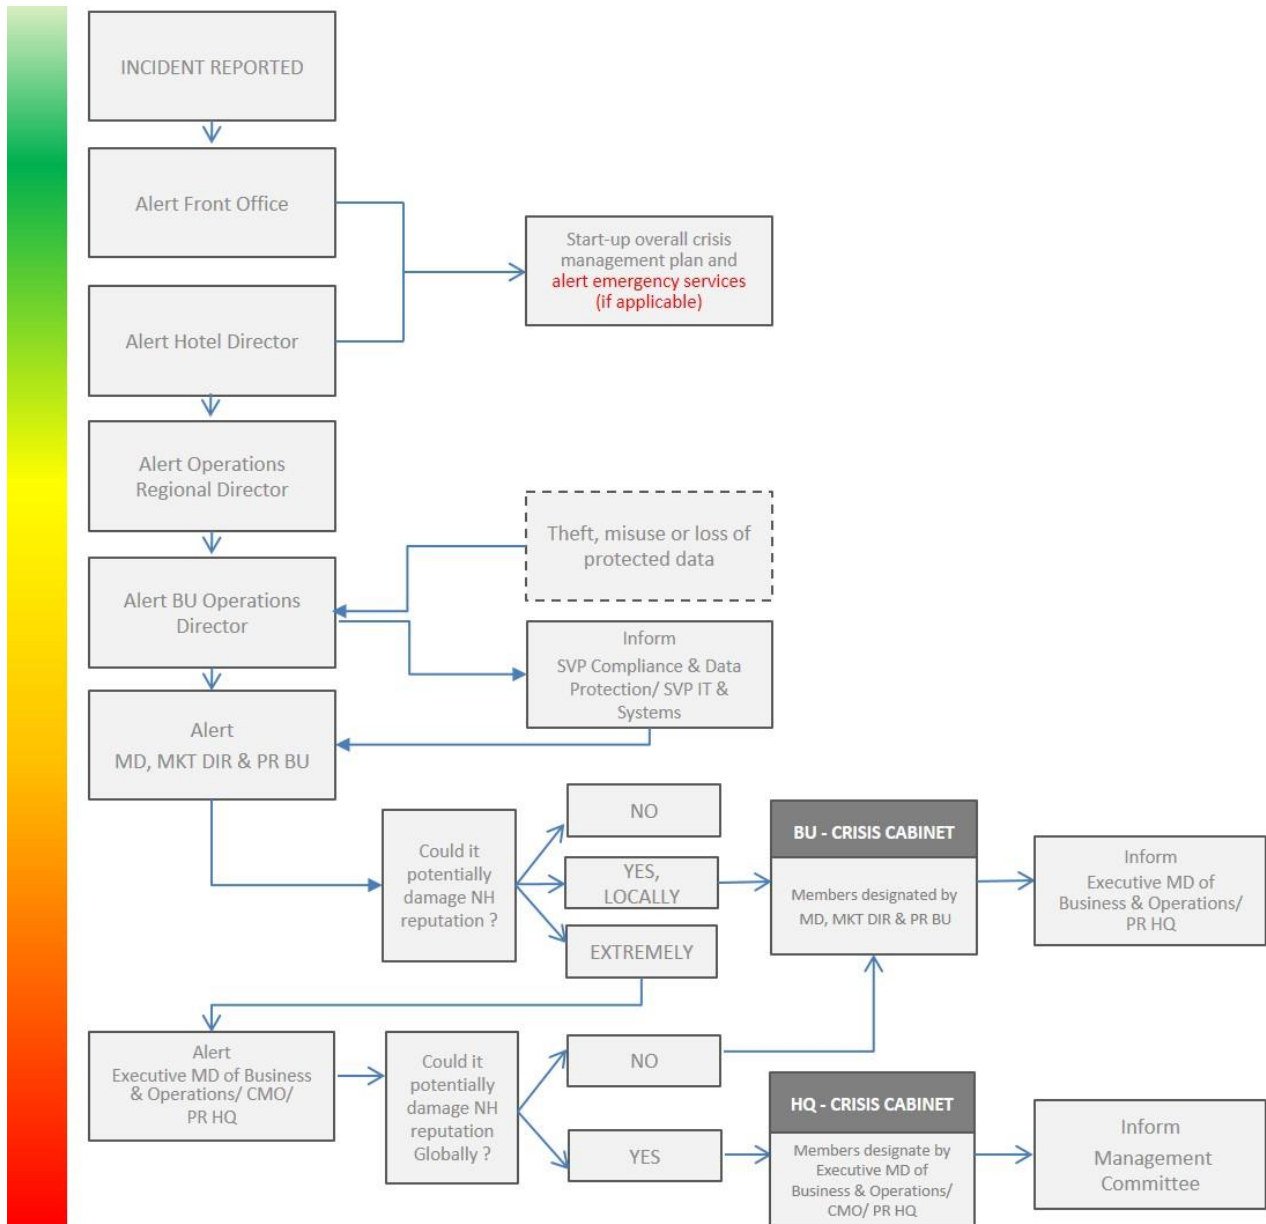 INCIDENT REPORTED
Alert Front Office
Start-up overall crisis
management plan and
alert emergency services
(if applicable)
Alert Hotel Director
Alert Operations
Regional Director
Theft, misuse or loss of
protected data
Alert BU Operations
Director
Inform
SVP Compliance & Data
Protection/ SVP IT &
Systems
Alert
MD, MKT DIR & PR BU
Could it
potentially
damage NH
reputation ?
NO
YES,
LOCALLY
EXTREMELY
BU - CRISIS CABINET
Members designated by
MD, MKT DIR & PR BU
Inform
Executive MD of
Business & Operations/
PR HQ
Alert
Executive MD of Business
& Operations/ CMO/
PR HQ
Could it
potentially
damage NH
reputation
Globally ?
NO
YES
HQ - CRISIS CABINET
Members designate by
Executive MD of
Business & Operations/
CMO/ PR HQ
Inform
Management
Committee